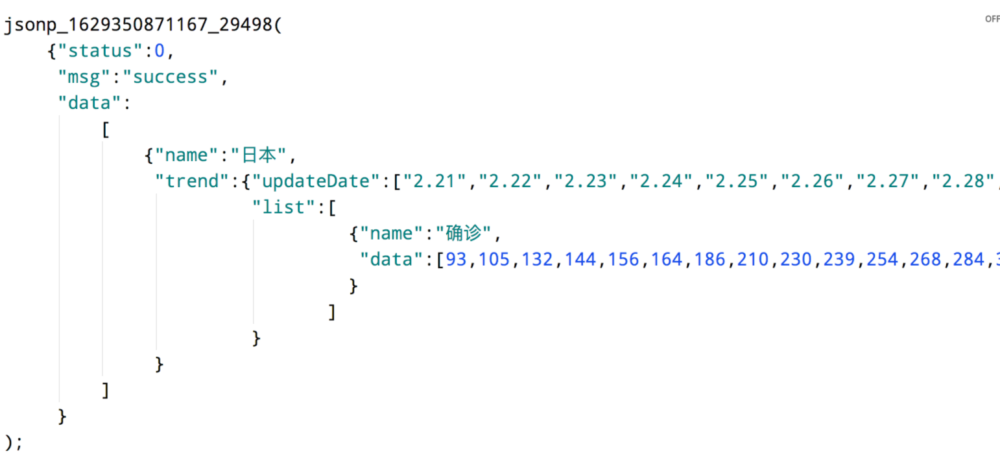 jsonp_1629350871167_29498(
OFF
{"status":0,
"msg":"success",
"data":
[
{"name":"日本",
"trend":{"updateDate":["2.21","2.22","2.23","2.24","2.25","2.26","2.27","2.28"
"list":[
{"name":"确诊",
"data":[93,105,132,144,156,164,186,210,230,239,254,268,284,
}
]
}
}
]
}
);